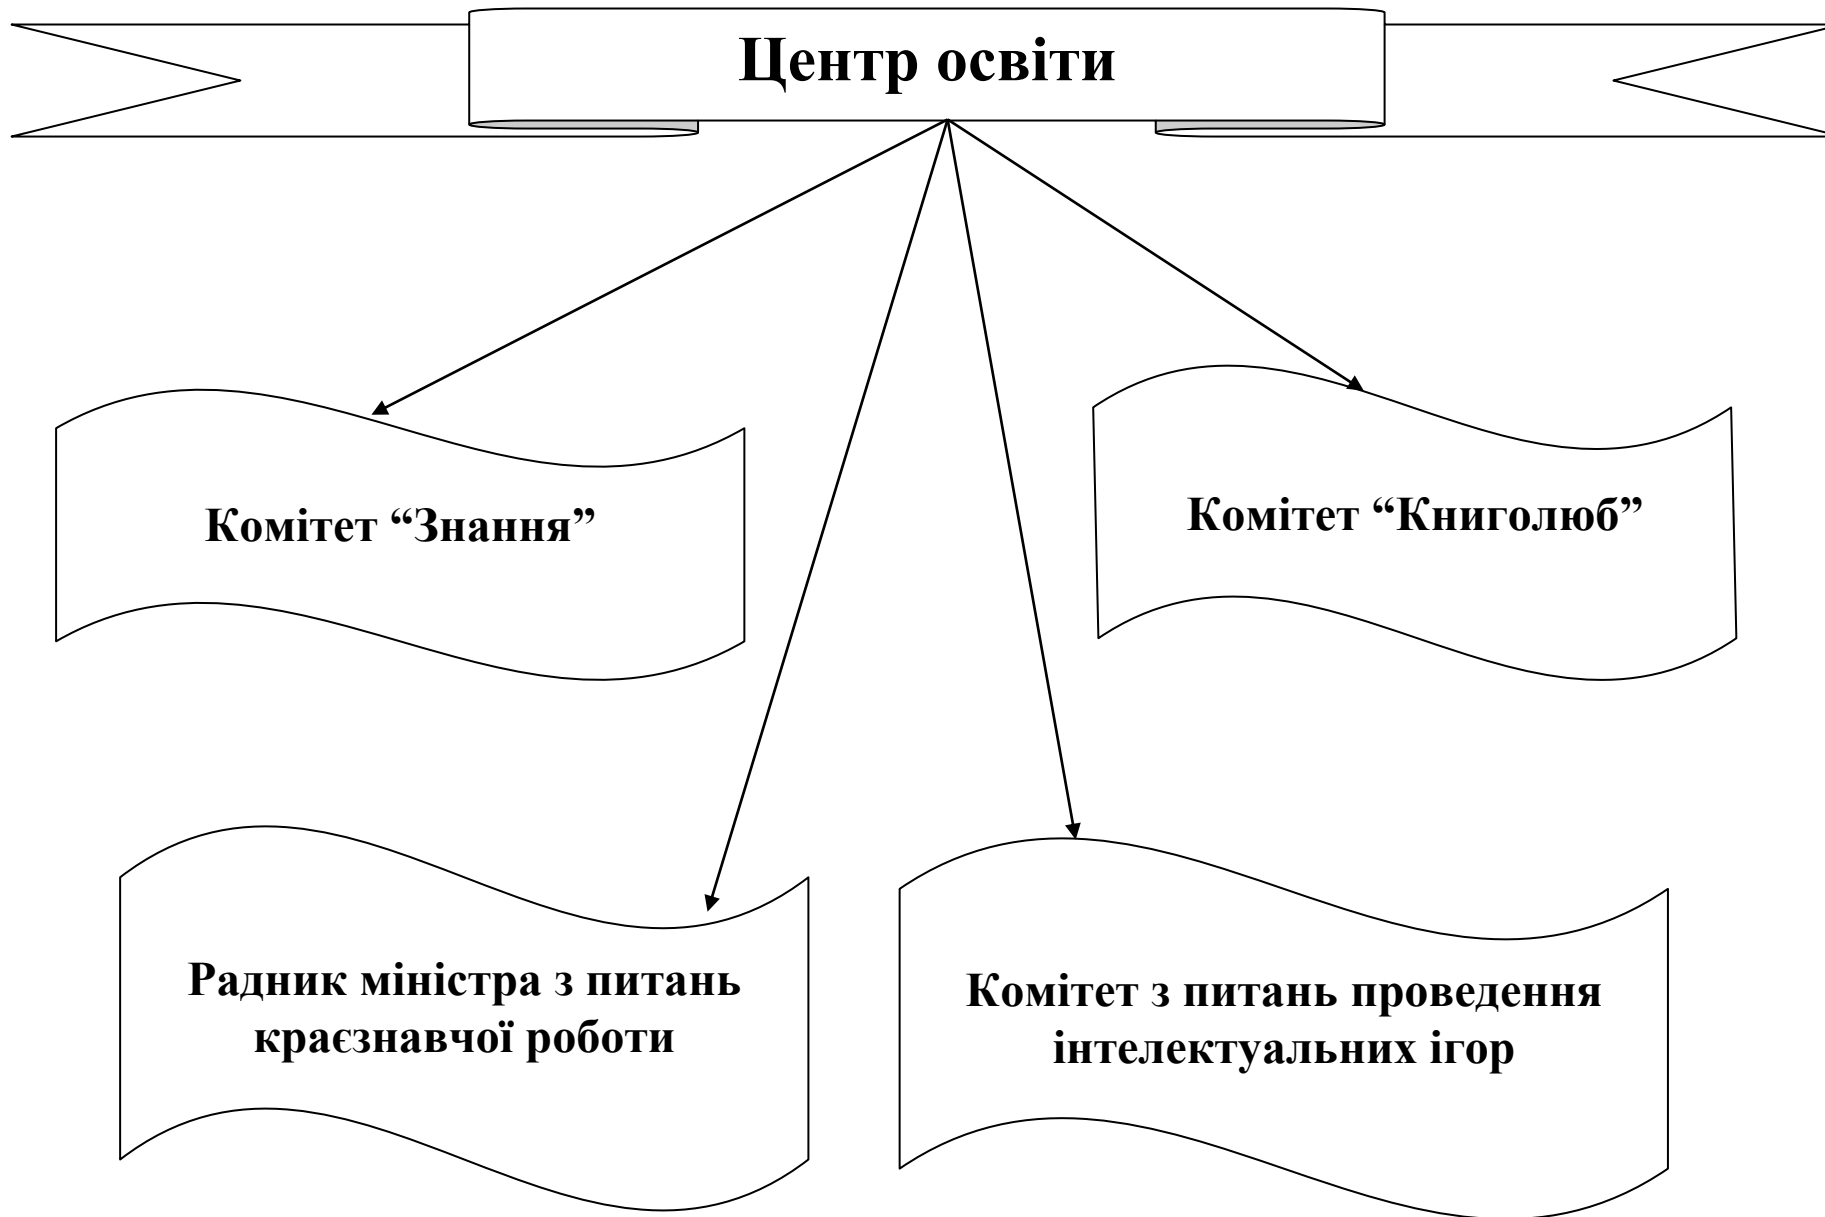 Центр освіти
Комітет “Знання”
Комітет “Книголюб”
Радник міністра з питань
краєзнавчої роботи
Комітет з питань проведення
інтелектуальних ігор